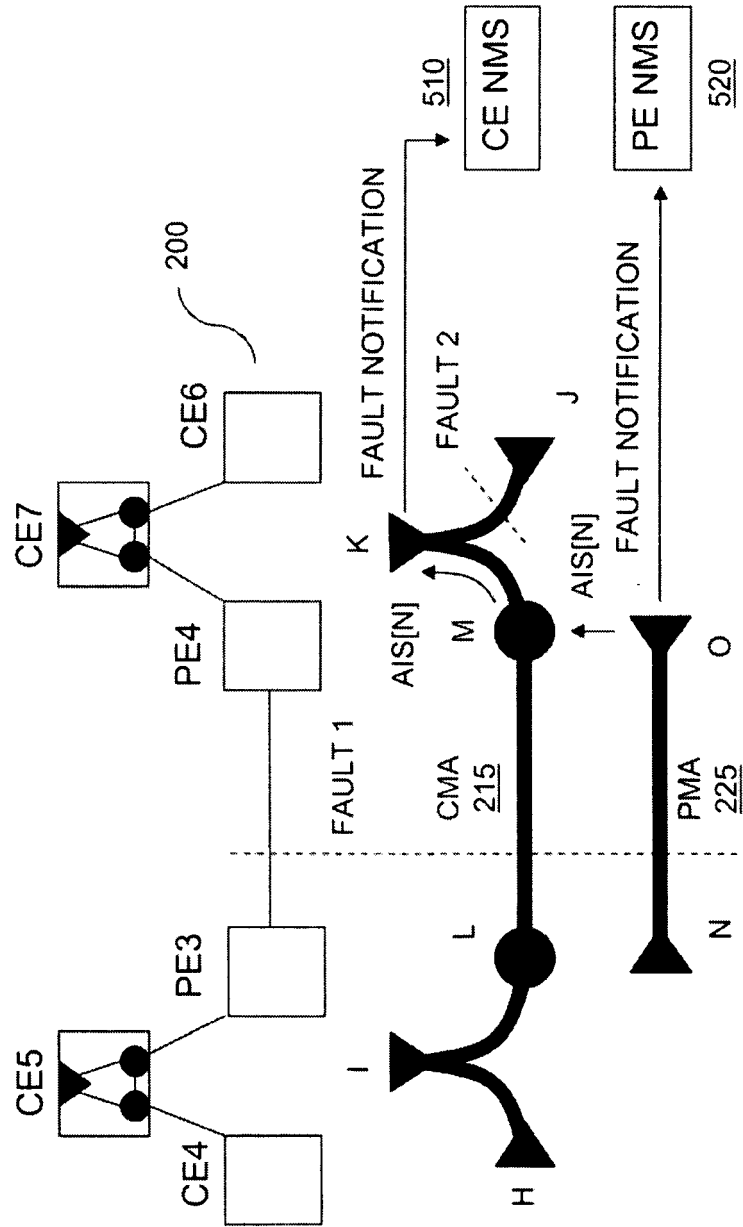 CE5
CE7
200
CE4
PE3
PE4
CE6
FAULT 1
FAULT NOTIFICATION
510
CE NMS
FAULT 2
I
K
AIS[N]
H
L
CMA
215
M
J
AIS[N]
FAULT NOTIFICATION
PE NMS
520
N
PMA
225
O